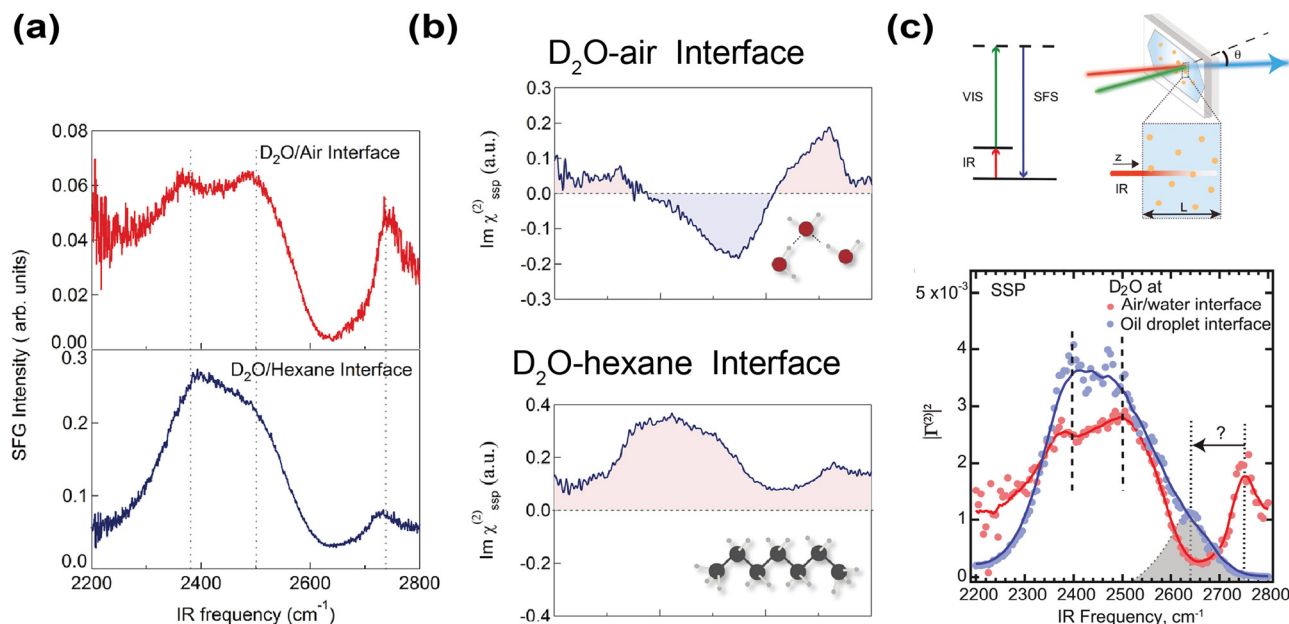 (a)
0.08
0.06
0.04
0.02
0.00
D₂O/Air Interface
0.3
0.2
0.1
0.0
D₂O/Hexane Interface
SFG Intensity ( arb. units)
2200 2400 2600 2800
IR frequency (cm⁻¹)
(b)
D₂O-air Interface
0.3
0.2
0.1
0.0
-0.1
-0.2
-0.3
Im χ⁽²⁾ssp (a.u.)
D₂O-hexane Interface
0.4
0.2
0.0
-0.2
-0.4
Im χ⁽²⁾ssp (a.u.)
(c)
VIS
SFS
IR
θ
z
IR
L
5 x10⁻³
4
3
2
1
0
|Γ⁽²⁾|²
SSP
D₂O at
Air/water interface
Oil droplet interface
?
2200 2300 2400 2500 2600 2700 2800
IR Frequency, cm⁻¹